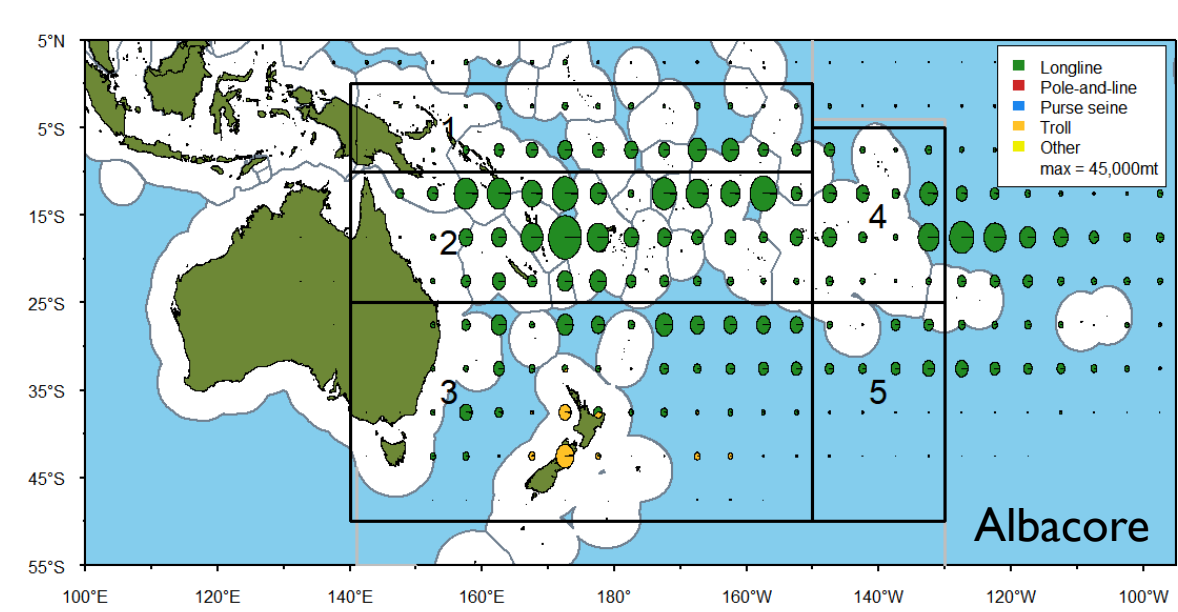 5°N
5°S
15°S
25°S
35°S
45°S
55°S
Longline
Pole-and-line
Purse seine
Troll
Other
max = 45,000mt
1
2
4
3
5
Albacore
100°E 120°E 140°E 160°E 180° 160°W 140°W 120°W 100°W